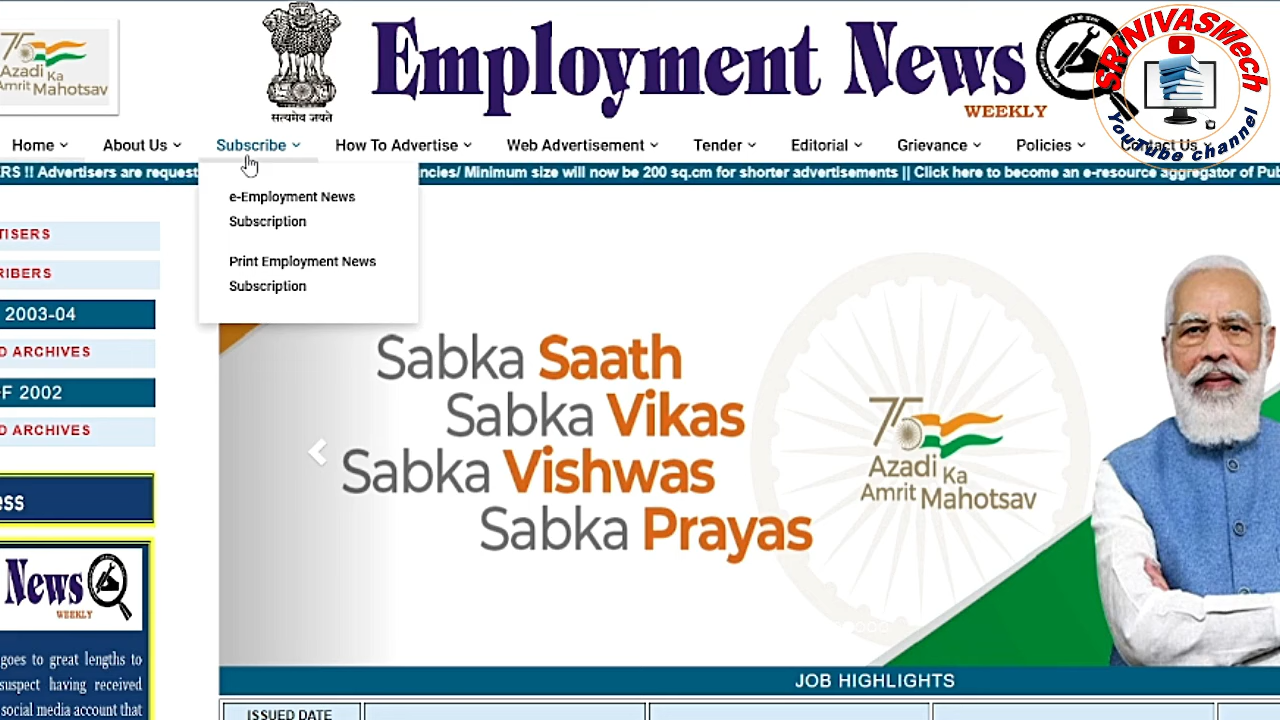 75
Azadi Ka
Amrit Mahotsav
सत्यमेव जयते
Employment News
WEEKLY
SRINIVASMech
YouTube channel
Home
About Us
Subscribe
How To Advertise
Web Advertisement
Tender
Editorial
Grievance
Policies
Contact Us
RS !! Advertisers are request
ncies/ Minimum size will now be 200 sq.cm for shorter advertisements || Click here to become an e-resource aggregator of Pub
e-Employment News
Subscription
Print Employment News
Subscription
TISERS
RIBERS
2003-04
D ARCHIVES
F 2002
D ARCHIVES
ess
News
WEEKLY
goes to great lengths to
suspect having received
social media account that
Sabka Saath
Sabka Vikas
Sabka Vishwas
Sabka Prayas
75
Azadi Ka
Amrit Mahotsav
JOB HIGHLIGHTS
ISSUED DATE